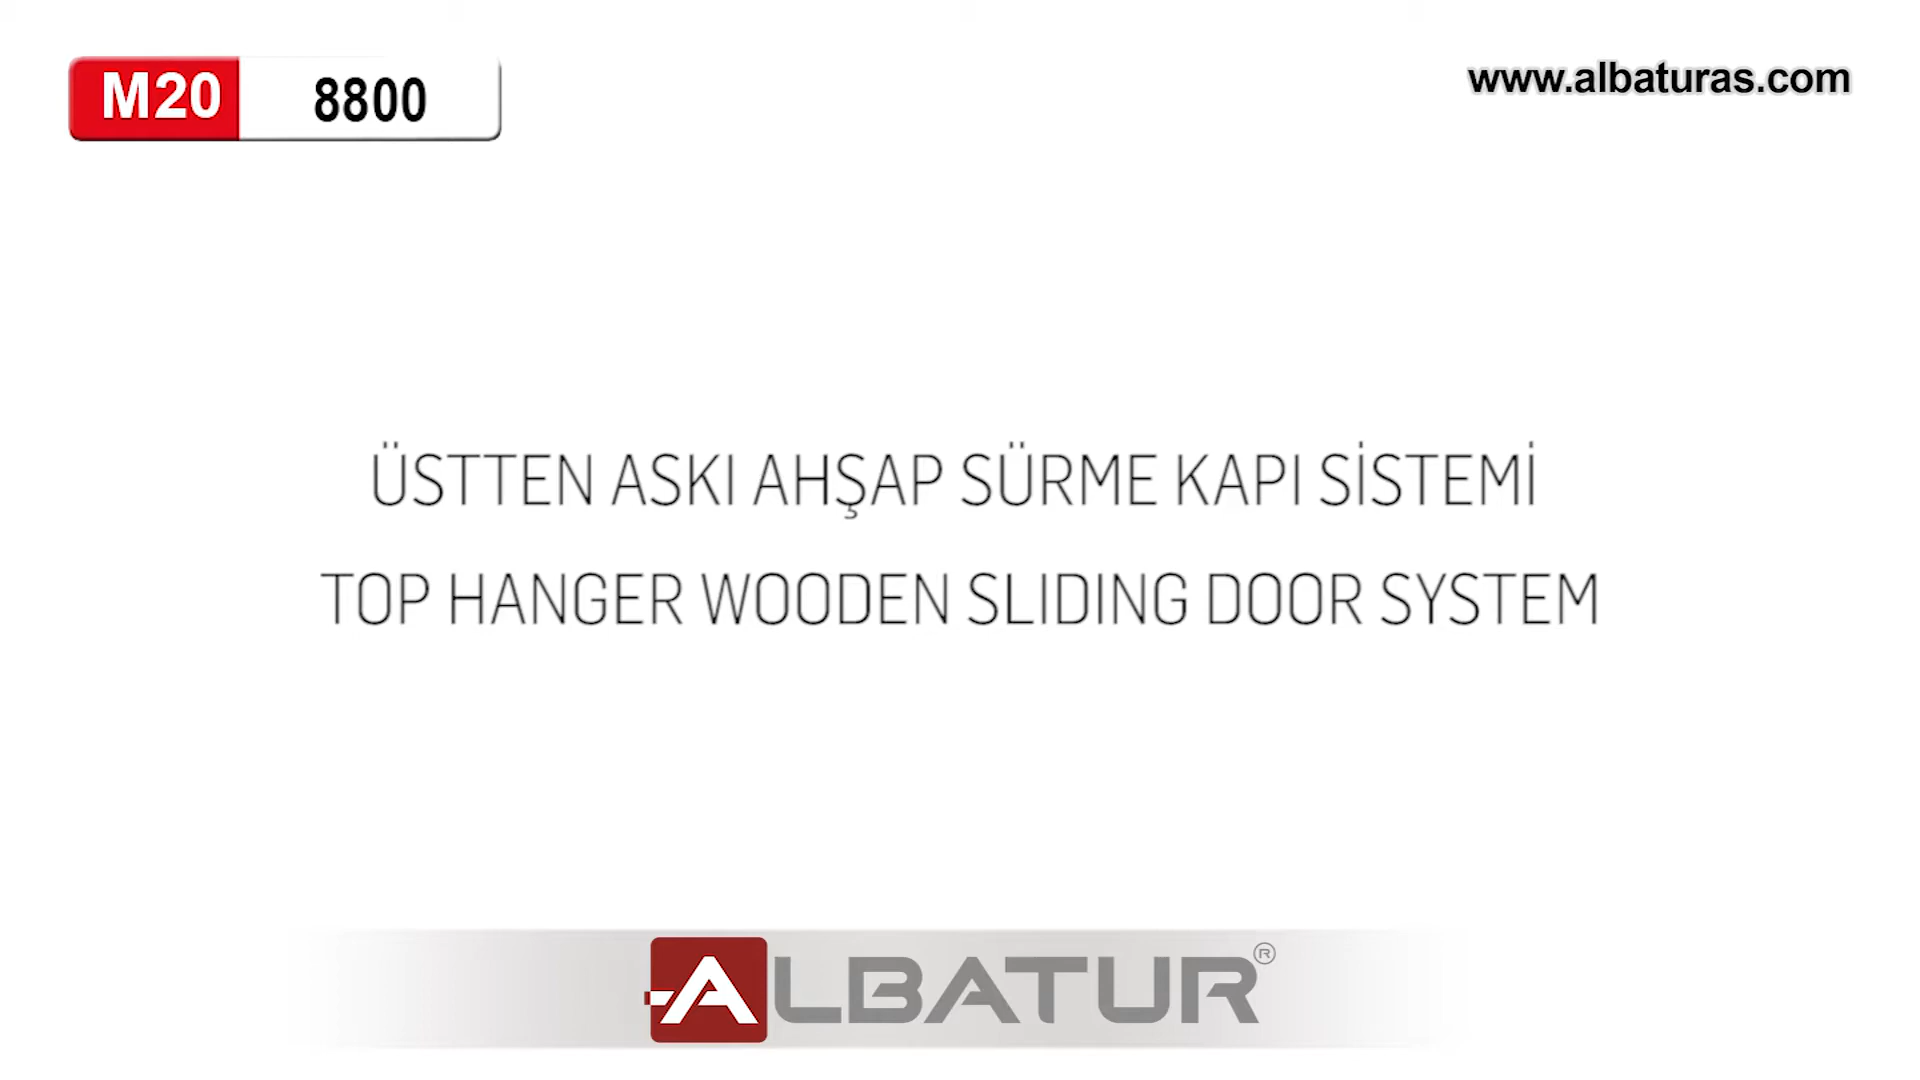 M20 8800
www.albaturas.com
ÜSTTEN ASKI AHŞAP SÜRME KAPI SİSTEMİ
TOP HANGER WOODEN SLIDING DOOR SYSTEM
ALBATUR®